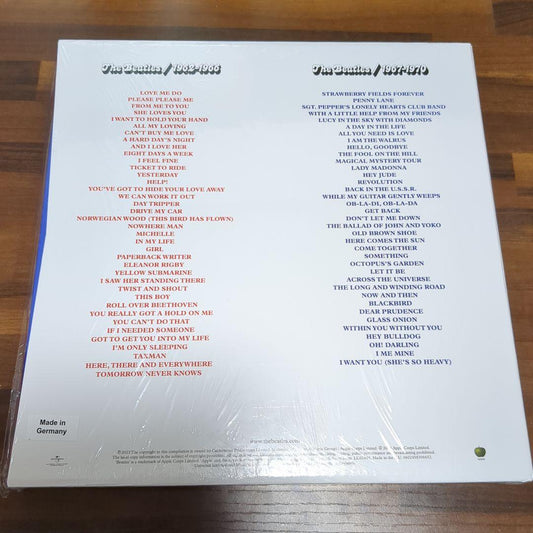 The Beatles / 1962-1966
LOVE ME DO
PLEASE PLEASE ME
FROM ME TO YOU
SHE LOVES YOU
I WANT TO HOLD YOUR HAND
ALL MY LOVING
CAN'T BUY ME LOVE
A HARD DAY'S NIGHT
AND I LOVE HER
EIGHT DAYS A WEEK
I FEEL FINE
TICKET TO RIDE
YESTERDAY
HELP!
YOU'VE GOT TO HIDE YOUR LOVE AWAY
WE CAN WORK IT OUT
DAY TRIPPER
DRIVE MY CAR
NORWEGIAN WOOD (THIS BIRD HAS FLOWN)
NOWHERE MAN
MICHELLE
IN MY LIFE
GIRL
PAPERBACK WRITER
ELEANOR RIGBY
YELLOW SUBMARINE
I SAW HER STANDING THERE
TWIST AND SHOUT
THIS BOY
ROLL OVER BEETHOVEN
YOU REALLY GOT A HOLD ON ME
YOU CAN'T DO THAT
IF I NEEDED SOMEONE
GOT TO GET YOU INTO MY LIFE
I'M ONLY SLEEPING
TAXMAN
HERE, THERE AND EVERYWHERE
TOMORROW NEVER KNOWS
The Beatles / 1967-1970
STRAWBERRY FIELDS FOREVER
PENNY LANE
SGT. PEPPER'S LONELY HEARTS CLUB BAND
WITH A LITTLE HELP FROM MY FRIENDS
LUCY IN THE SKY WITH DIAMONDS
A DAY IN THE LIFE
ALL YOU NEED IS LOVE
I AM THE WALRUS
HELLO, GOODBYE
THE FOOL ON THE HILL
MAGICAL MYSTERY TOUR
LADY MADONNA
HEY JUDE
REVOLUTION
BACK IN THE U.S.S.R.
WHILE MY GUITAR GENTLY WEEPS
OB-LA-DI, OB-LA-DA
GET BACK
DON'T LET ME DOWN
THE BALLAD OF JOHN AND YOKO
OLD BROWN SHOE
HERE COMES THE SUN
COME TOGETHER
SOMETHING
OCTOPUS'S GARDEN
LET IT BE
ACROSS THE UNIVERSE
THE LONG AND WINDING ROAD
NOW AND THEN
BLACKBIRD
DEAR PRUDENCE
GLASS ONION
WITHIN YOU WITHOUT YOU
HEY BULLDOG
OH! DARLING
I ME MINE
I WANT YOU (SHE'S SO HEAVY)
Made in
Germany
www.thebeatles.com